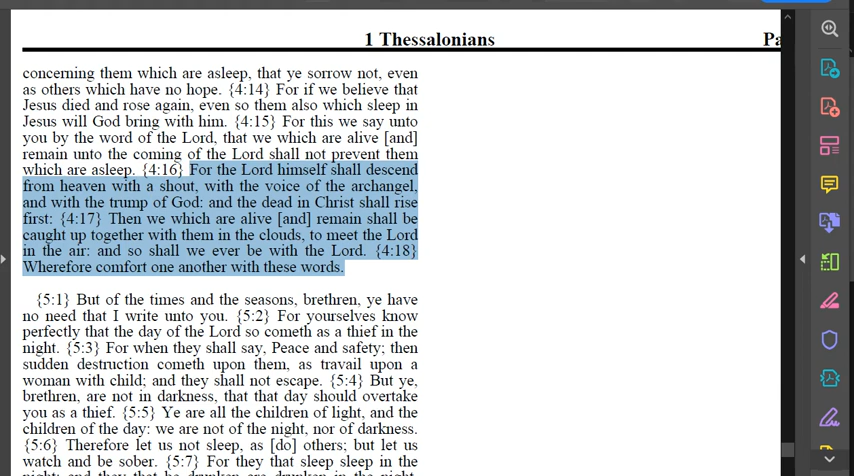 1 Thessalonians
Pa
concerning them which are asleep, that ye sorrow not, even
as others which have no hope. {4:14} For if we believe that
Jesus died and rose again, even so them also which sleep in
Jesus will God bring with him. {4:15} For this we say unto
you by the word of the Lord, that we which are alive [and]
remain unto the coming of the Lord shall not prevent them
which are asleep. {4:16} For the Lord himself shall descend
from heaven with a shout, with the voice of the archangel,
and with the trump of God: and the dead in Christ shall rise
first: {4:17} Then we which are alive [and] remain shall be
caught up together with them in the clouds, to meet the Lord
in the air: and so shall we ever be with the Lord. {4:18}
Wherefore comfort one another with these words.
{5:1} But of the times and the seasons, brethren, ye have
no need that I write unto you. {5:2} For yourselves know
perfectly that the day of the Lord so cometh as a thief in the
night. {5:3} For when they shall say, Peace and safety; then
sudden destruction cometh upon them, as travail upon a
woman with child; and they shall not escape. {5:4} But ye,
brethren, are not in darkness, that that day should overtake
you as a thief. {5:5} Ye are all the children of light, and the
children of the day: we are not of the night, nor of darkness.
{5:6} Therefore let us not sleep, as [do] others; but let us
watch and be sober. {5:7} For they that sleep sleep in the
night; and they that be drunken are drunken in the night.